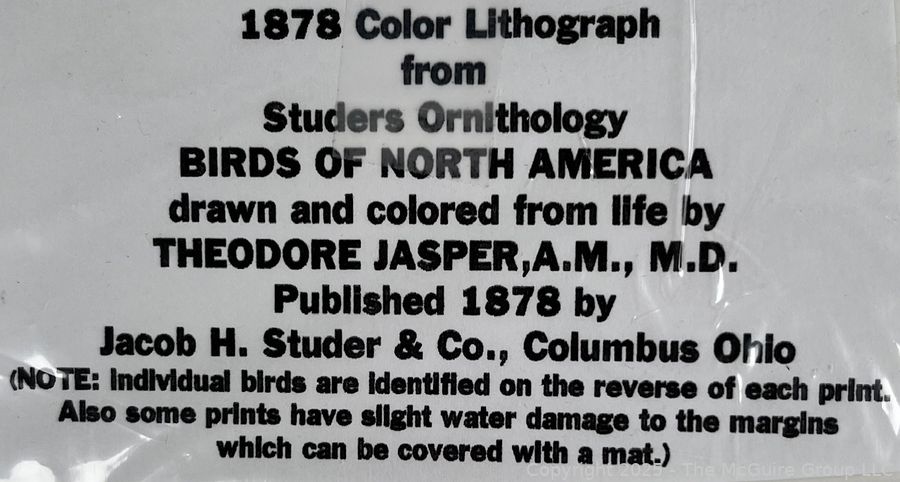 1878 Color Lithograph
from
Studers Ornithology
BIRDS OF NORTH AMERICA
drawn and colored from life by
THEODORE JASPER,A.M., M.D.
Published 1878 by
Jacob H. Studer & Co., Columbus Ohio
(NOTE: Individual birds are identified on the reverse of each print.
Also some prints have slight water damage to the margins
which can be covered with a mat.)
Copyright 2025 - The McGuire Group LLC